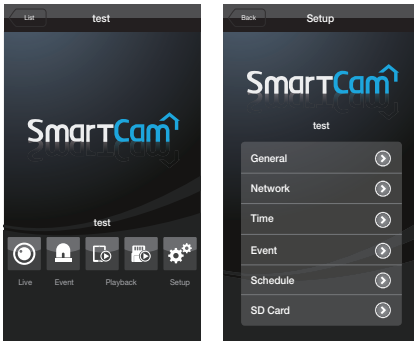 List
test
SmartCam
test
Live
Event
Playback
Setup
Back
Setup
SmartCam
test
General
Network
Time
Event
Schedule
SD Card